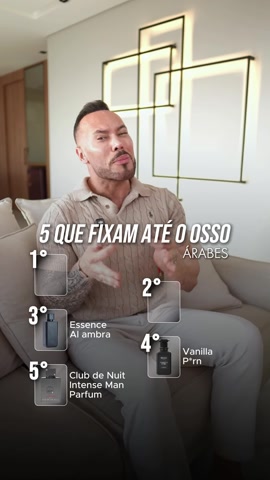 5 QUE FIXAM ATÉ O OSSO
ÁRABES
1°
2°
3°
Essence
Al ambra
4°
Vanilla
P*rn
5°
Club de Nuit
Intense Man
Parfum